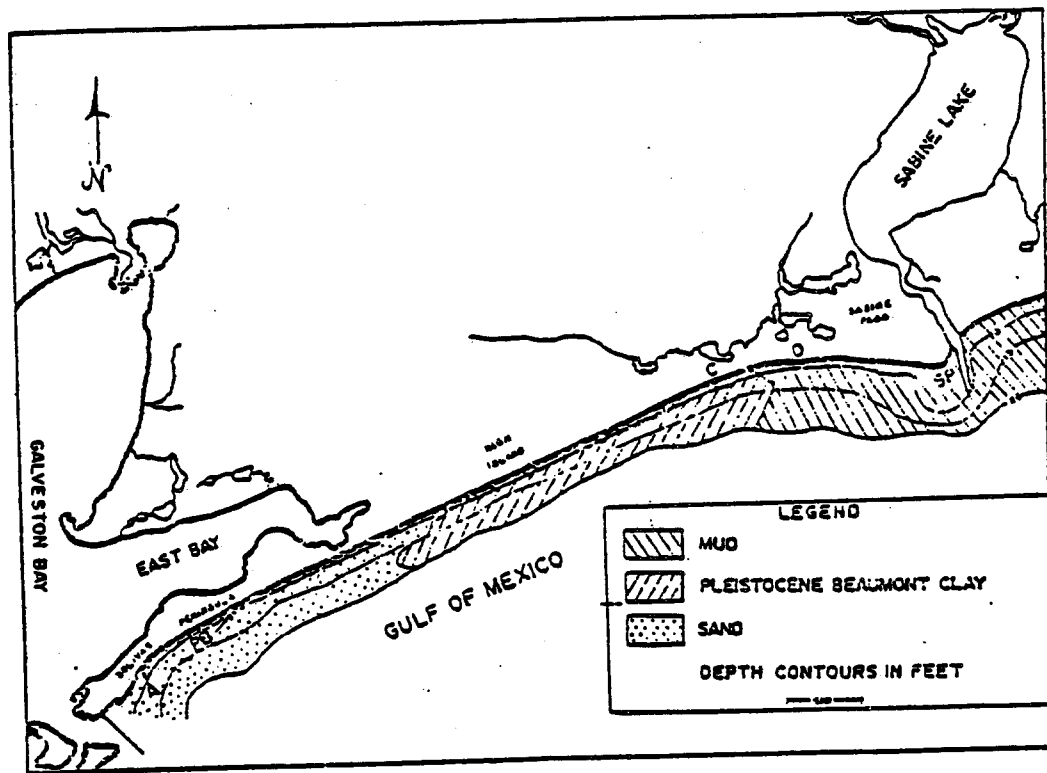 N
SABINE LAKE
C
D
GALVESTON BAY
EAST BAY
GULF OF MEXICO
LEGEND
MUD
PLEISTOCENE BEAUMONT CLAY
SAND
DEPTH CONTOURS IN FEET